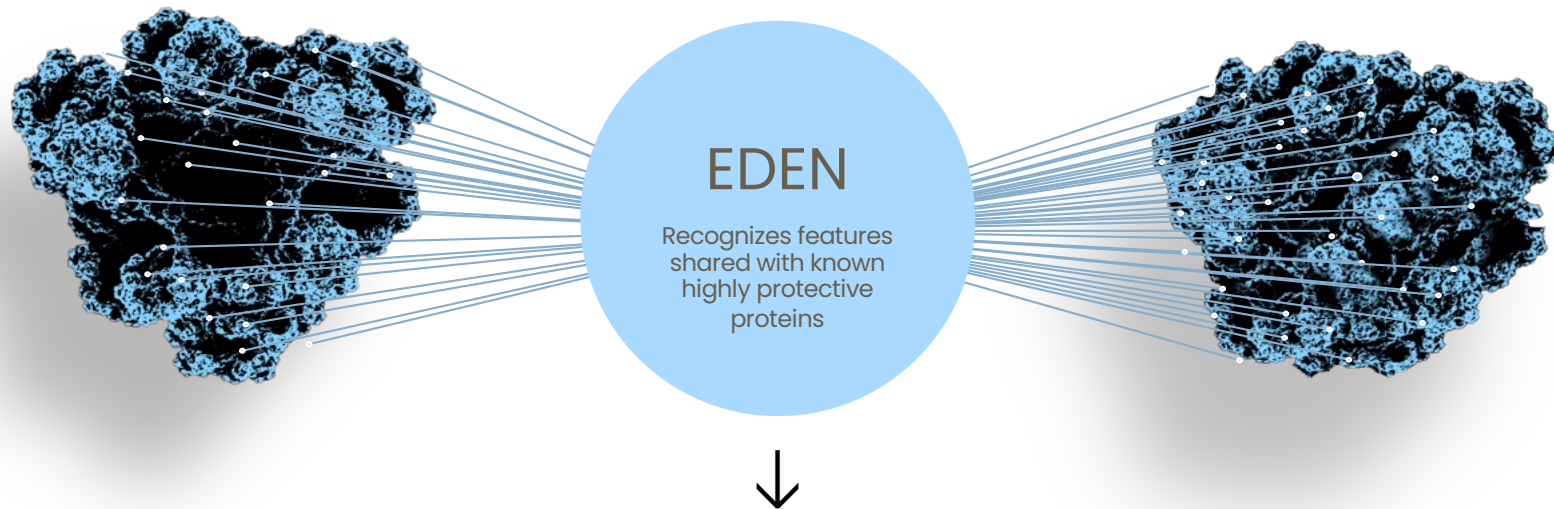 EDEN
Recognizes features
shared with known
highly protective
proteins